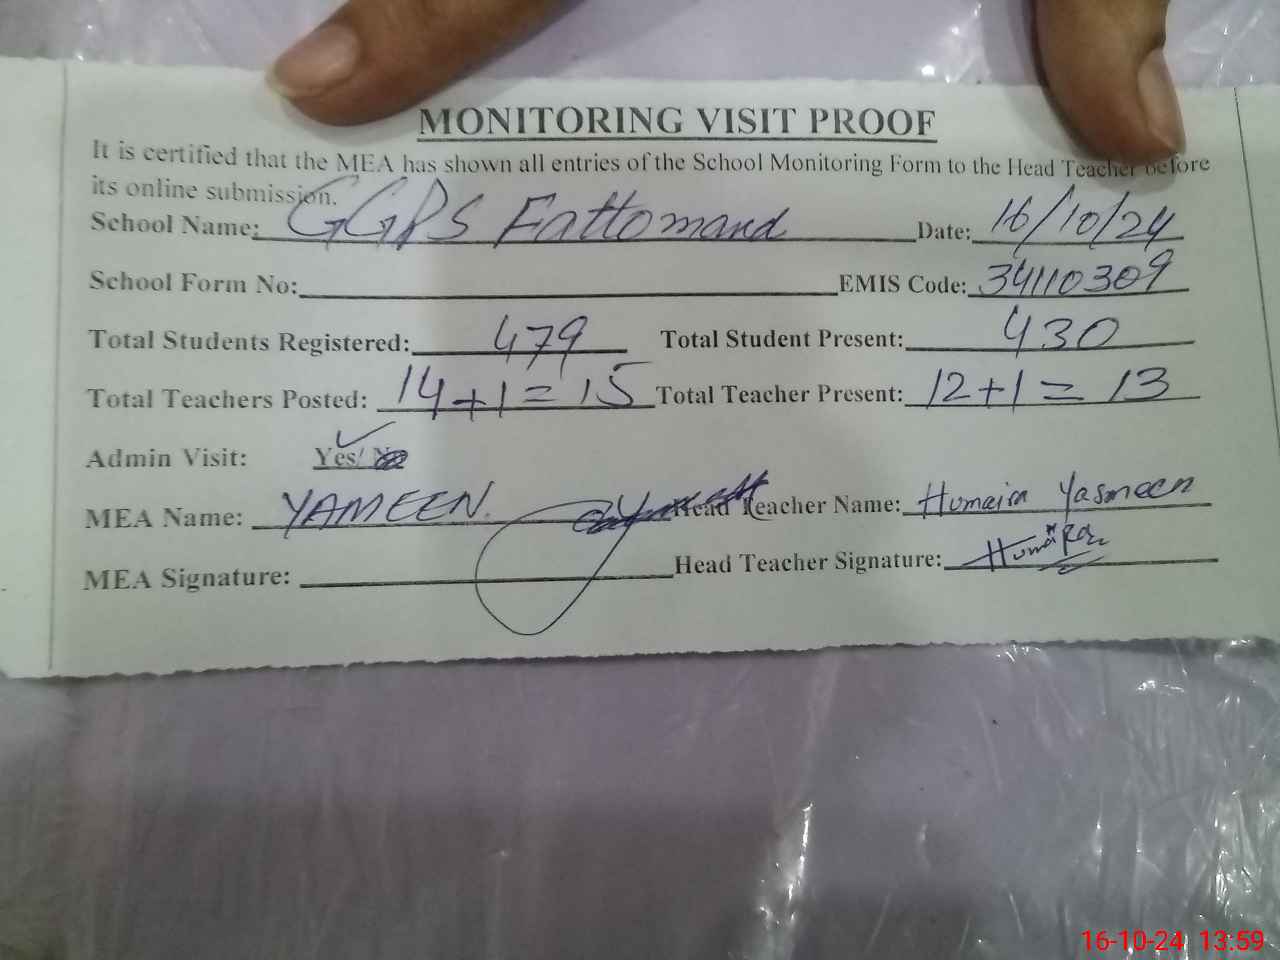 MONITORING VISIT PROOF
It is certified that the MEA has shown all entries of the School Monitoring Form to the Head Teacher before
its online submission.
School Name: GGPS Fattomand Date: 16/10/24
School Form No: EMIS Code: 34110309
Total Students Registered: 479 Total Student Present: 430
Total Teachers Posted: 14+1=15 Total Teacher Present: 12+1=13
Admin Visit: Yes/ No
MEA Name: YAMEEN. Head Teacher Name: Humaira Yasmeen
MEA Signature: Head Teacher Signature:
16-10-24 13:59